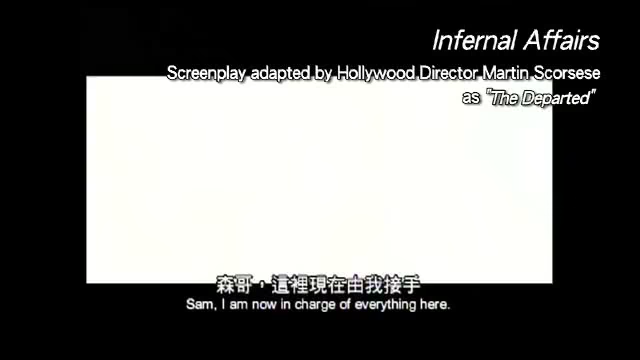 Infernal Affairs
Screenplay adapted by Hollywood Director Martin Scorsese
as "The Departed"
森哥，這裡現在由我接手
Sam, I am now in charge of everything here.